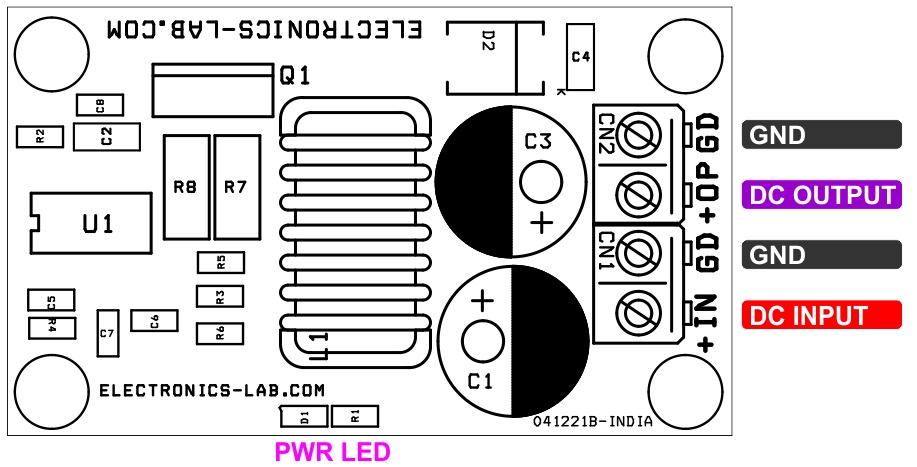 ELECTRONICS-LAB.COM
D2
C4
K
Q1
C8
R2
C2
C3
CN2
GD
GND
R8
R7
+OP
DC OUTPUT
U1
CN1
GD
GND
R5
C5
R3
+IN
DC INPUT
R4
C7
C6
R6
L1
C1
ELECTRONICS-LAB.COM
D1
R1
041221B-INDIA
PWR LED